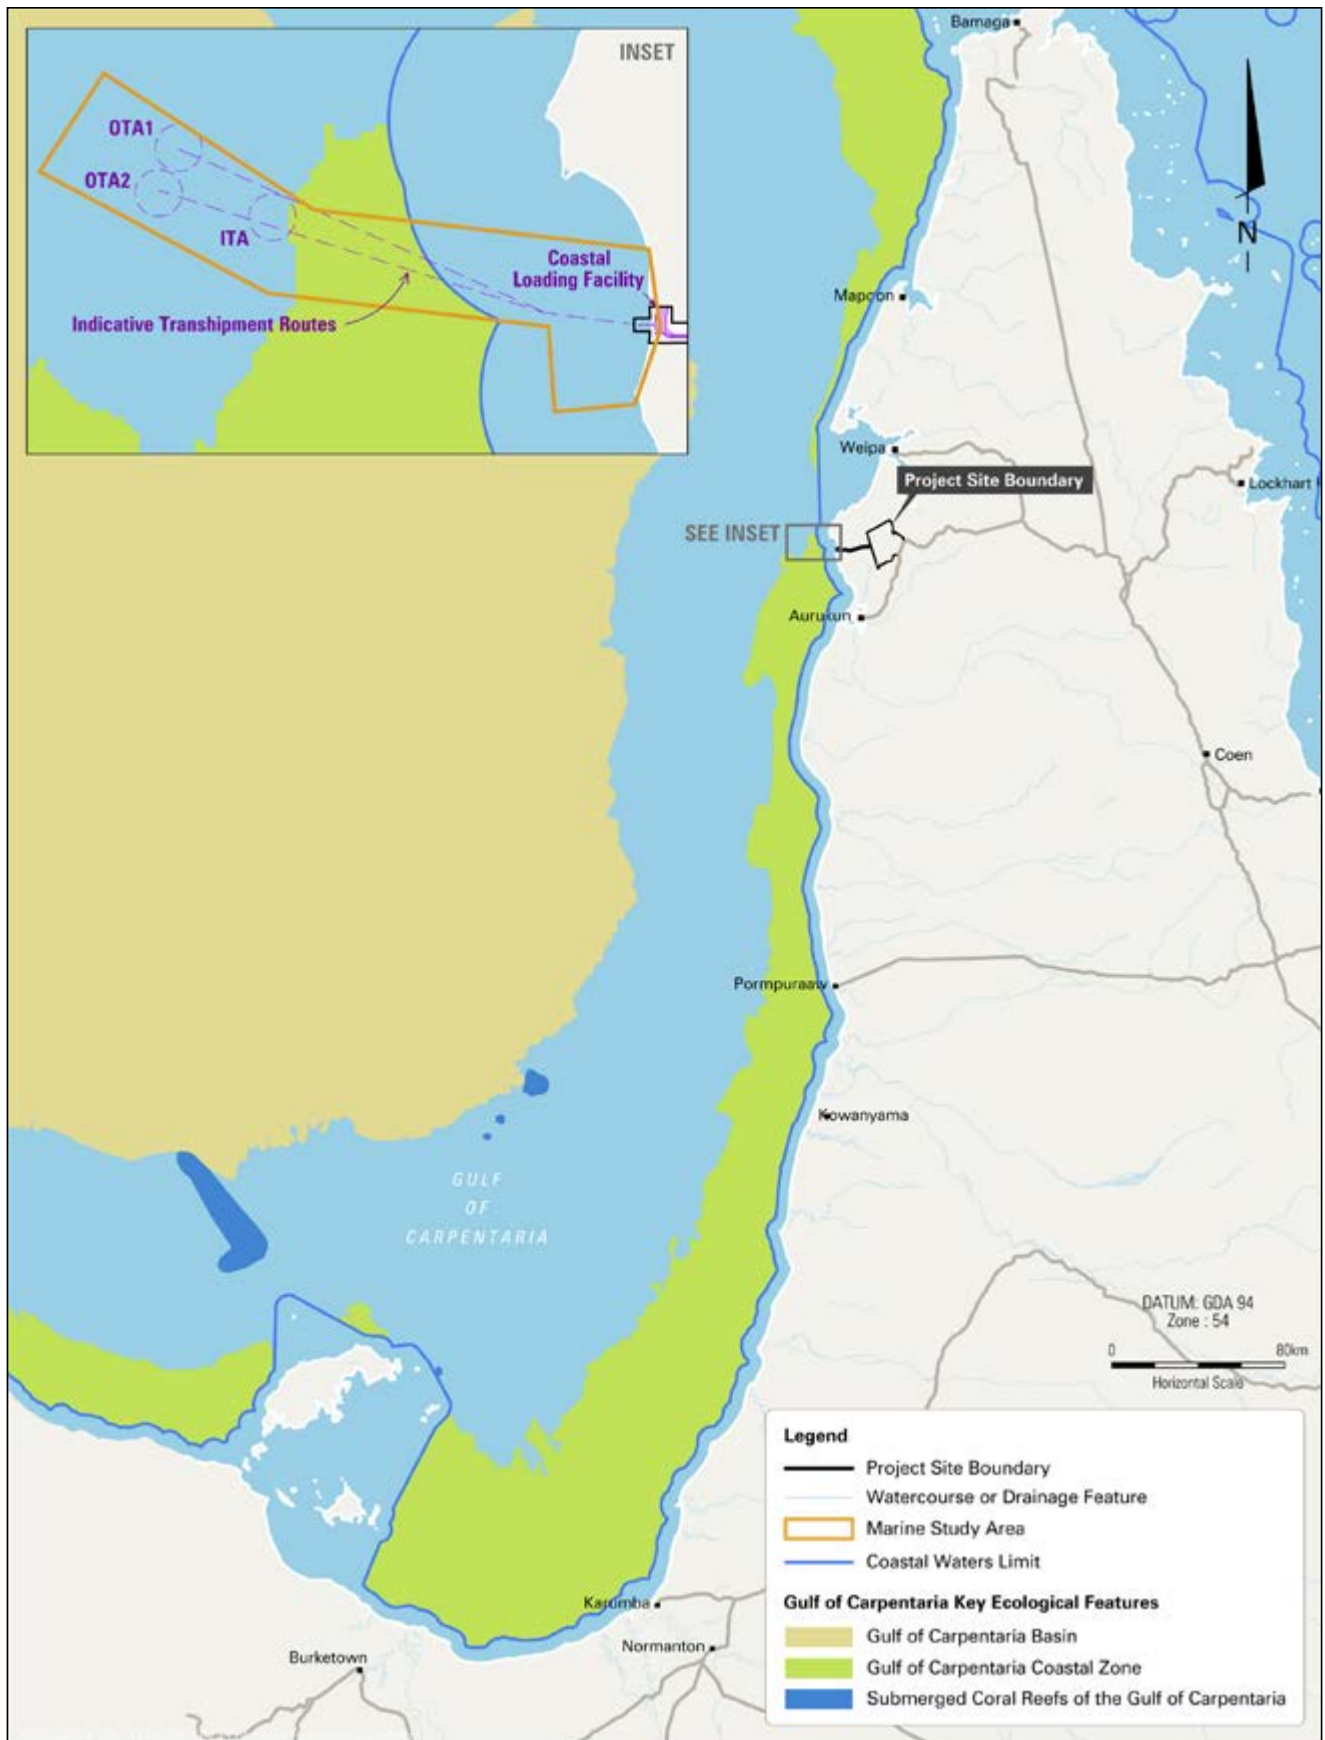 Bamaga
INSET
OTA1
OTA2
ITA
Coastal
Loading Facility
Indicative Transhipment Routes
N
Mapoon
Weipa
Project Site Boundary
Lockhart
SEE INSET
Aurukun
Coen
Pormpuraaw
Kowanyama
GULF
OF
CARPENTARIA
DATUM: GDA 94
Zone : 54
0 80km
Horizontal Scale
Legend
Project Site Boundary
Watercourse or Drainage Feature
Marine Study Area
Coastal Waters Limit
Gulf of Carpentaria Key Ecological Features
Gulf of Carpentaria Basin
Gulf of Carpentaria Coastal Zone
Submerged Coral Reefs of the Gulf of Carpentaria
Karumba
Normanton
Burketown